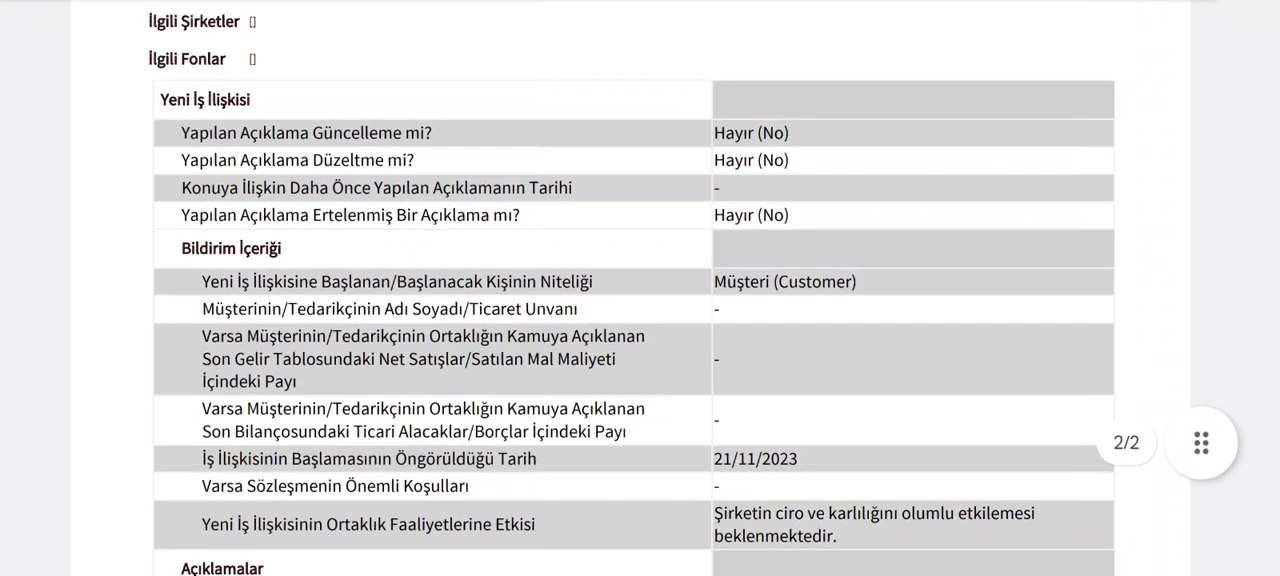 İlgili Şirketler []
İlgili Fonlar []
Yeni İş İlişkisi
Yapılan Açıklama Güncelleme mi? Hayır (No)
Yapılan Açıklama Düzeltme mi? Hayır (No)
Konuya İlişkin Daha Önce Yapılan Açıklamanın Tarihi -
Yapılan Açıklama Ertelenmiş Bir Açıklama mı? Hayır (No)
Bildirim İçeriği
Yeni İş İlişkisine Başlanan/Başlanacak Kişinin Niteliği Müşteri (Customer)
Müşterinin/Tedarikçinin Adı Soyadı/Ticaret Unvanı -
Varsa Müşterinin/Tedarikçinin Ortaklığın Kamuya Açıklanan
Son Gelir Tablosundaki Net Satışlar/Satılan Mal Maliyeti -
İçindeki Payı
Varsa Müşterinin/Tedarikçinin Ortaklığın Kamuya Açıklanan
Son Bilançosundaki Ticari Alacaklar/Borçlar İçindeki Payı -
2/2
İş İlişkisinin Başlamasının Öngörüldüğü Tarih 21/11/2023
Varsa Sözleşmenin Önemli Koşulları -
Yeni İş İlişkisinin Ortaklık Faaliyetlerine Etkisi
Şirketin ciro ve karlılığını olumlu etkilemesi
beklenmektedir.
Açıklamalar